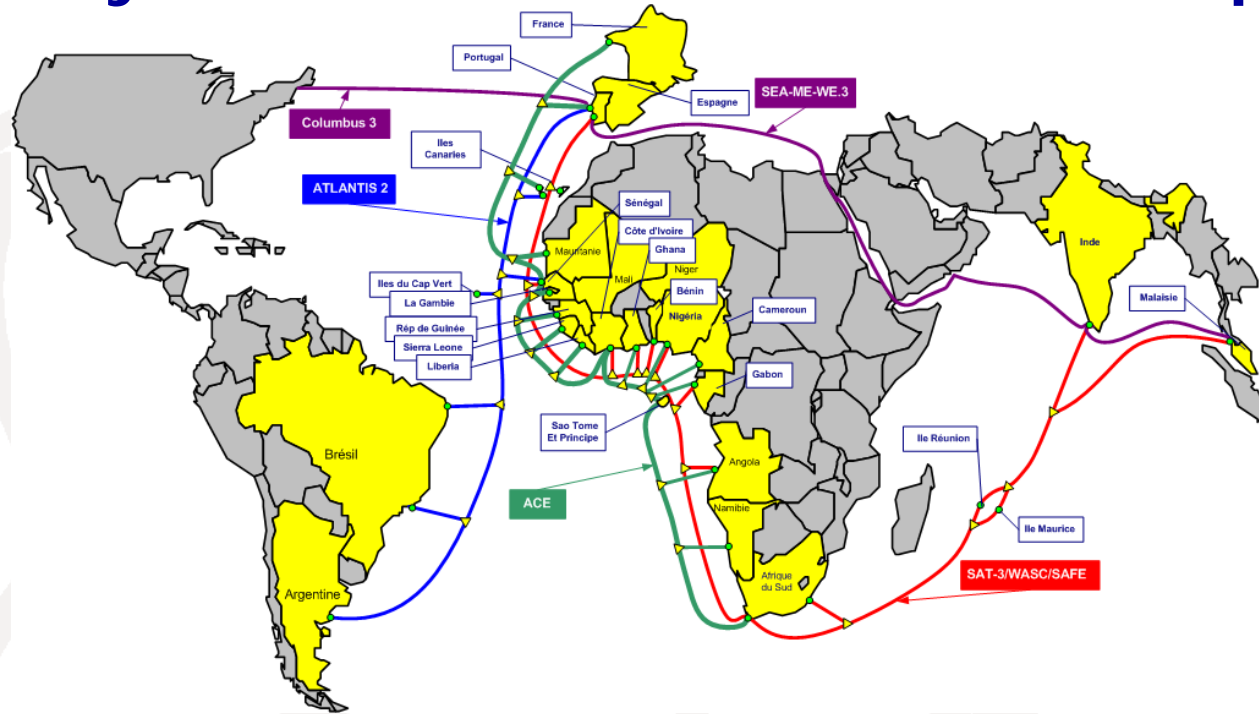 France
Portugal
Espagne
SEA-ME-WE.3
Columbus 3
Iles
Canaries
ATLANTIS 2
Sénégal
Côte d'Ivoire
Ghana
Mauritanie
Mali
Niger
Inde
Iles du Cap Vert
La Gambie
Bénin
Nigéria
Cameroun
Malaisie
Rép de Guinée
Sierra Leone
Liberia
Gabon
Sao Tome
Et Principe
Ile Réunion
Brésil
Angola
ACE
Namibie
Ile Maurice
Afrique
du Sud
SAT-3/WASC/SAFE
Argentine